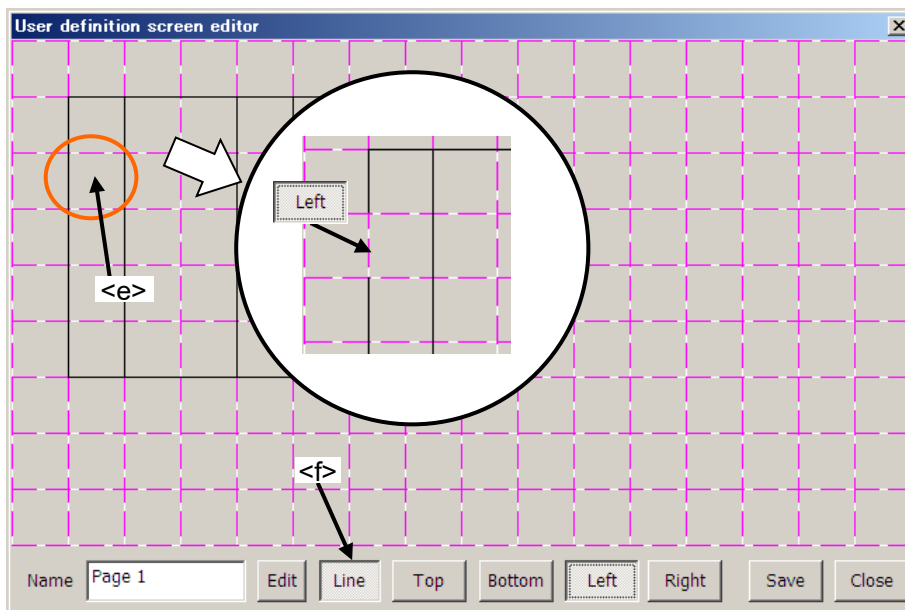 User definition screen editor
Left
<e>
<f>
Name Page 1 Edit Line Top Bottom Left Right Save Close